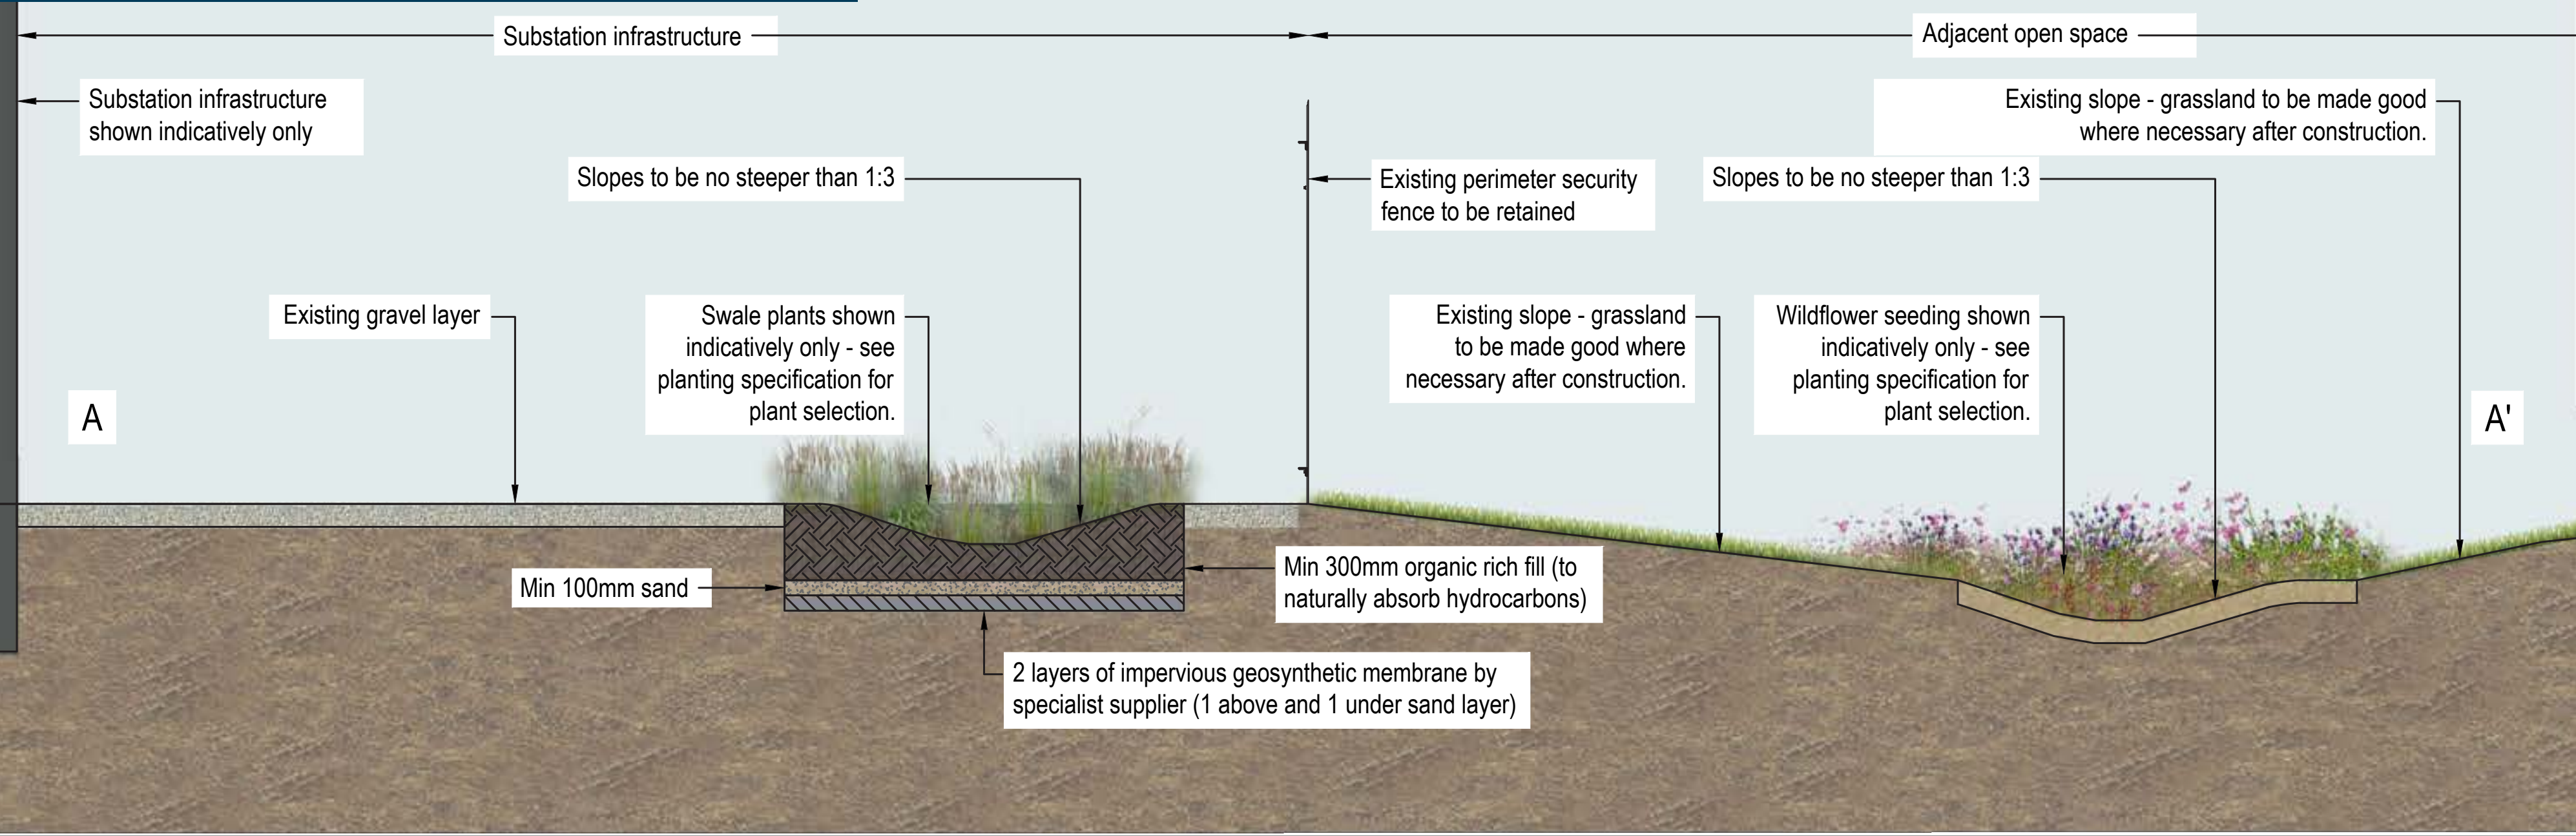 Substation infrastructure
Adjacent open space
Substation infrastructure
shown indicatively only
Existing slope - grassland to be made good
where necessary after construction.
Slopes to be no steeper than 1:3
Existing perimeter security
fence to be retained
Slopes to be no steeper than 1:3
Existing gravel layer
Swale plants shown
indicatively only - see
planting specification for
plant selection.
Existing slope - grassland
to be made good where
necessary after construction.
Wildflower seeding shown
indicatively only - see
planting specification for
plant selection.
A
A'
Min 100mm sand
Min 300mm organic rich fill (to
naturally absorb hydrocarbons)
2 layers of impervious geosynthetic membrane by
specialist supplier (1 above and 1 under sand layer)